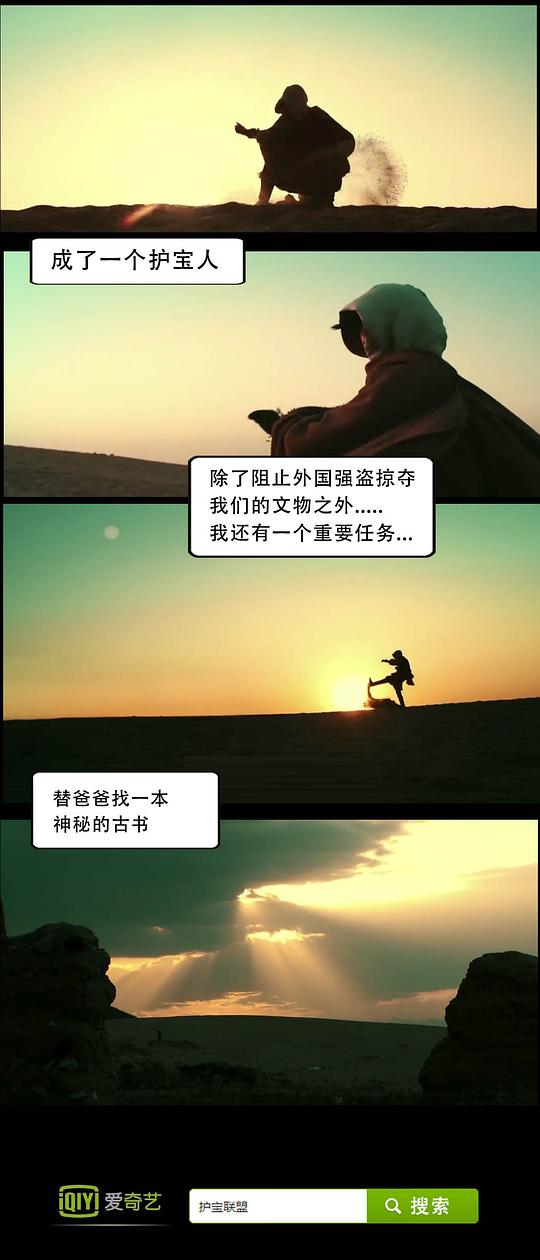 成了一个护宝人
除了阻止外国强盗掠夺
我们的文物之外.....
我还有一个重要任务...
替爸爸找一本
神秘的古书
iQIYI 爱奇艺
护宝联盟
搜索